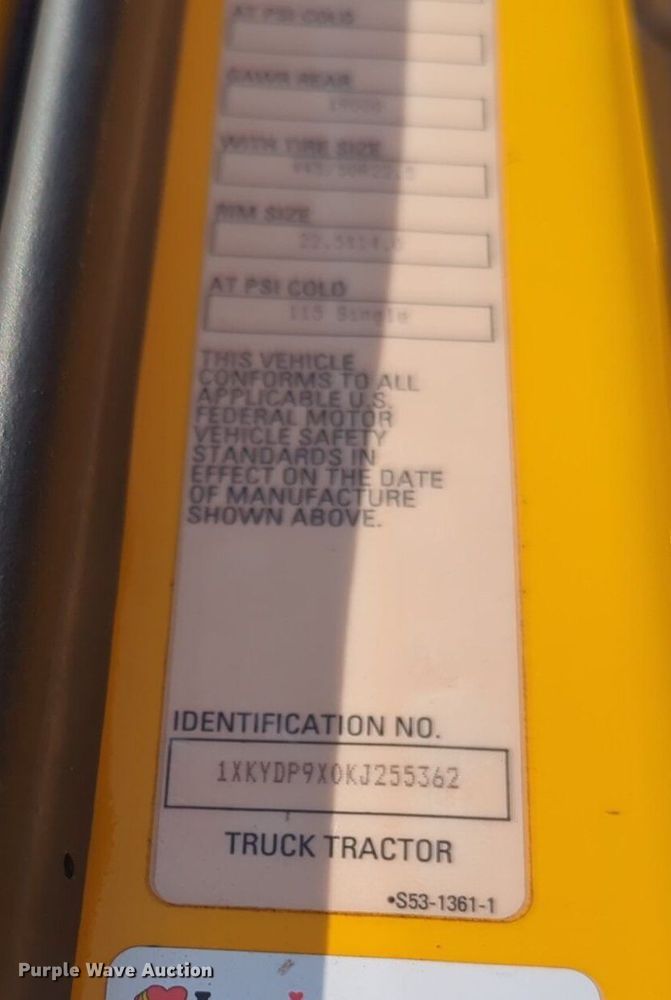 AT PSI COLD
GAWR REAR
WITH TIRE SIZE
RIM SIZE
AT PSI COLD
115 Single
THIS VEHICLE
CONFORMS TO ALL
APPLICABLE U.S.
FEDERAL MOTOR
VEHICLE SAFETY
STANDARDS IN
EFFECT ON THE DATE
OF MANUFACTURE
SHOWN ABOVE.
IDENTIFICATION NO.
1XKYDP9X0KJ255362
TRUCK TRACTOR
•S53-1361-1
Purple Wave Auction